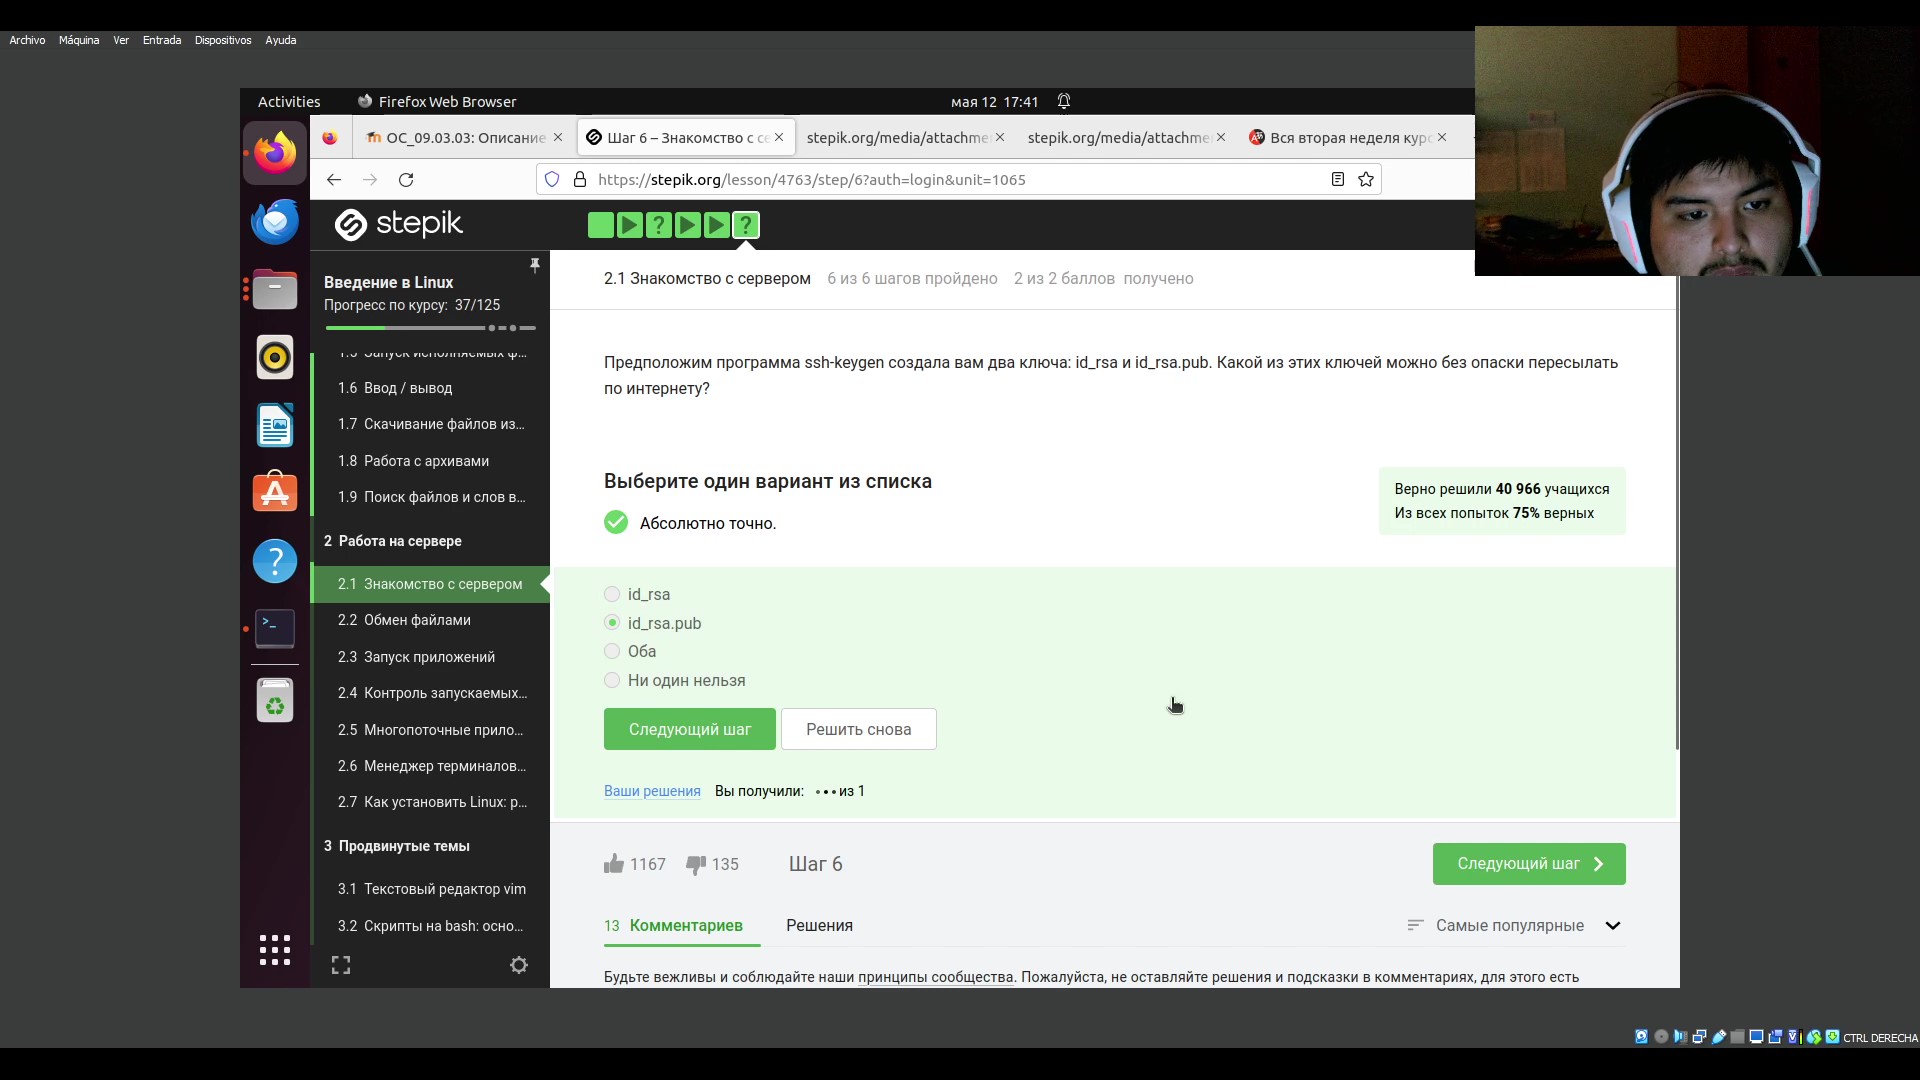 Archivo Máquina Ver Entrada Dispositivos Ayuda
Activities Firefox Web Browser мая 12 17:41
ОС_09.03.03: Описание Шаг 6 – Знакомство с се stepik.org/media/attachme stepik.org/media/attachme Вся вторая неделя курс
https://stepik.org/lesson/4763/step/6?auth=login&unit=1065
stepik
Введение в Linux
Прогресс по курсу: 37/125
1.5 Запуск исполняемых ф...
1.6 Ввод / вывод
1.7 Скачивание файлов из...
1.8 Работа с архивами
1.9 Поиск файлов и слов в...
2 Работа на сервере
2.1 Знакомство с сервером
2.2 Обмен файлами
2.3 Запуск приложений
2.4 Контроль запускаемых...
2.5 Многопоточные прило...
2.6 Менеджер терминалов...
2.7 Как установить Linux: р...
3 Продвинутые темы
3.1 Текстовый редактор vim
3.2 Скрипты на bash: осно...
2.1 Знакомство с сервером 6 из 6 шагов пройдено 2 из 2 баллов получено
Предположим программа ssh-keygen создала вам два ключа: id_rsa и id_rsa.pub. Какой из этих ключей можно без опаски пересылать
по интернету?
Выберите один вариант из списка
Абсолютно точно.
Верно решили 40 966 учащихся
Из всех попыток 75% верных
id_rsa
id_rsa.pub
Оба
Ни один нельзя
Следующий шаг Решить снова
Ваши решения Вы получили: ••• из 1
1167 135 Шаг 6 Следующий шаг
13 Комментариев Решения Самые популярные
Будьте вежливы и соблюдайте наши принципы сообщества. Пожалуйста, не оставляйте решения и подсказки в комментариях, для этого есть
CTRL DERECHA